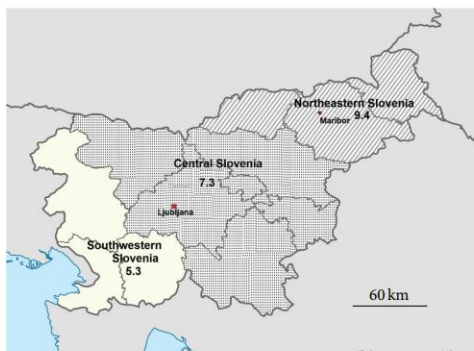 Northeastern Slovenia
9.4
Maribor
Central Slovenia
7.3
Ljubljana
Southwestern
Slovenia
5.3
60 km